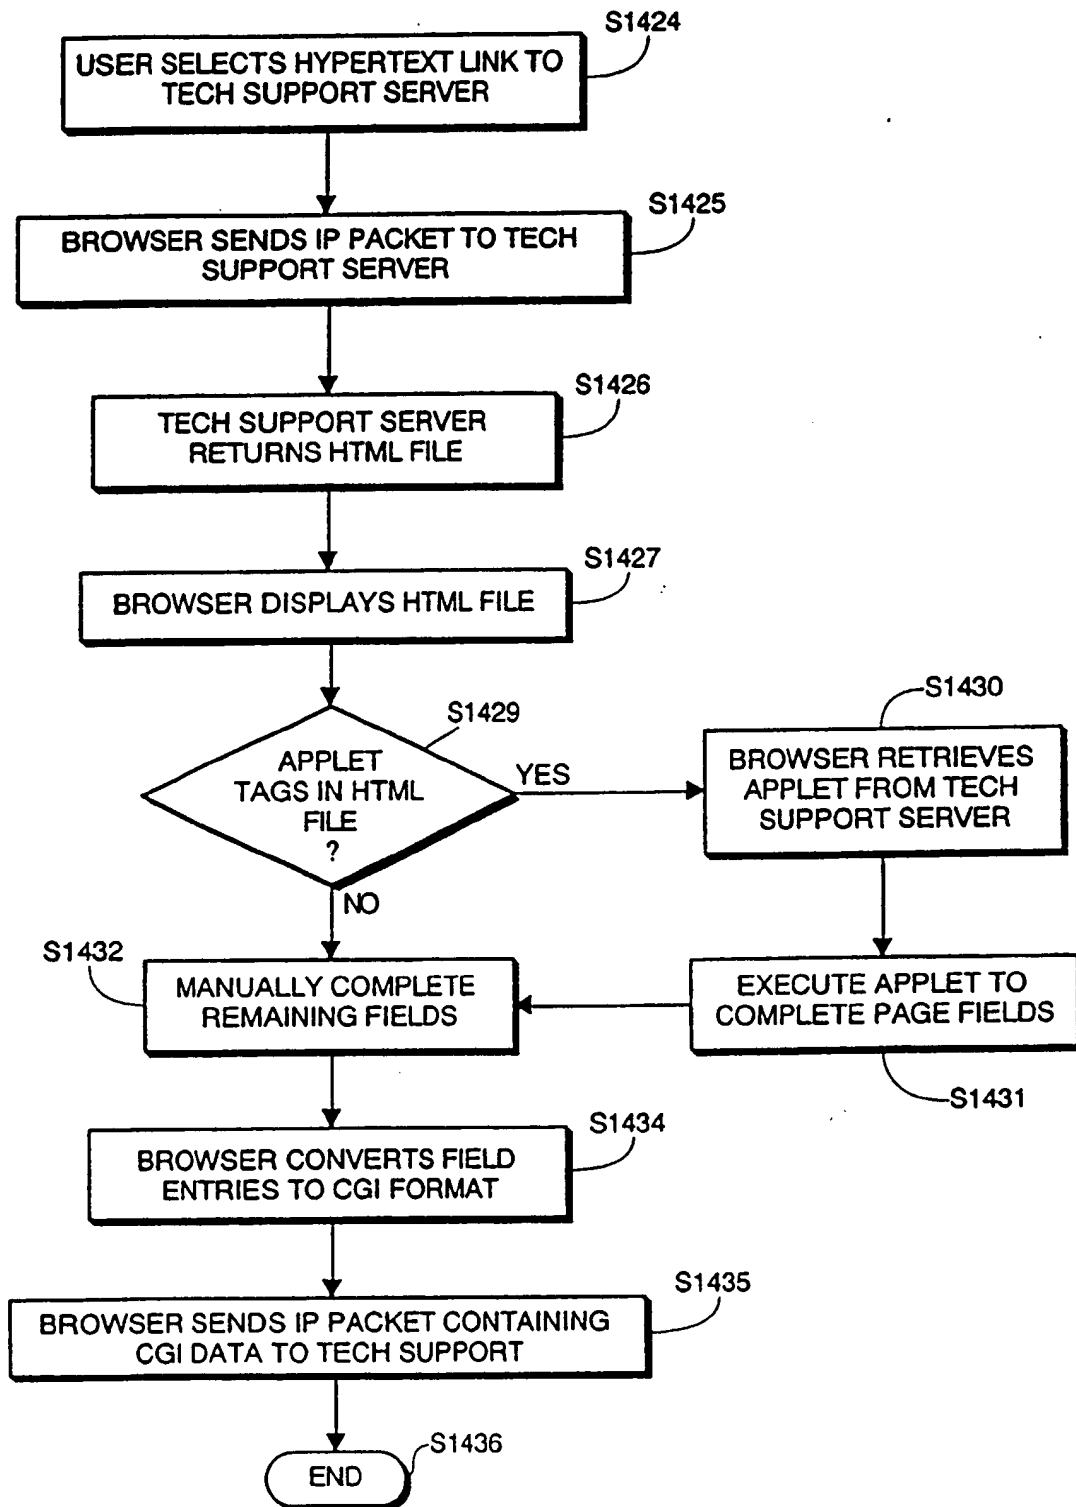 S1424
USER SELECTS HYPERTEXT LINK TO
TECH SUPPORT SERVER
S1425
BROWSER SENDS IP PACKET TO TECH
SUPPORT SERVER
S1426
TECH SUPPORT SERVER
RETURNS HTML FILE
S1427
BROWSER DISPLAYS HTML FILE
S1429
APPLET
TAGS IN HTML
FILE
?
YES
NO
S1430
BROWSER RETRIEVES
APPLET FROM TECH
SUPPORT SERVER
EXECUTE APPLET TO
COMPLETE PAGE FIELDS
S1431
S1432
MANUALLY COMPLETE
REMAINING FIELDS
S1434
BROWSER CONVERTS FIELD
ENTRIES TO CGI FORMAT
S1435
BROWSER SENDS IP PACKET CONTAINING
CGI DATA TO TECH SUPPORT
S1436
END